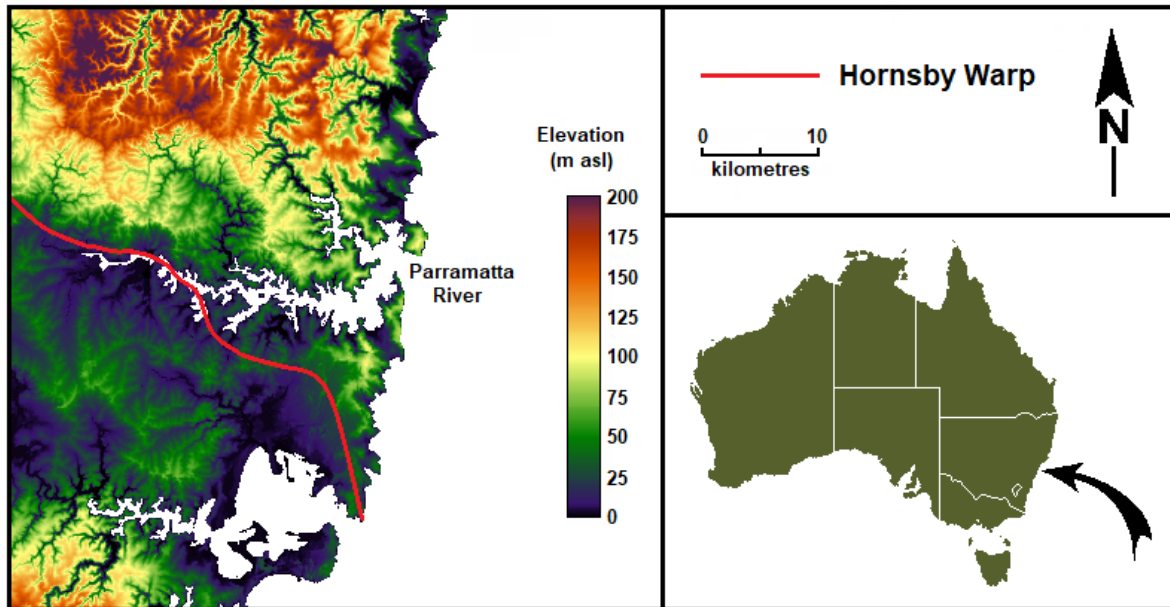 Parramatta
River
Elevation
(m asl)
200
175
150
125
100
75
50
25
0
Hornsby Warp
0 10
kilometres
N